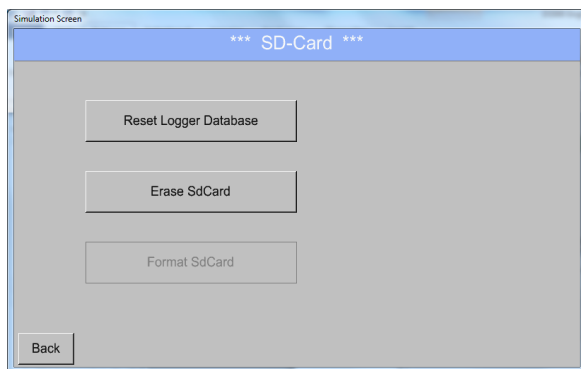 Simulation Screen
*** SD-Card ***
Reset Logger Database
Erase SdCard
Format SdCard
Back